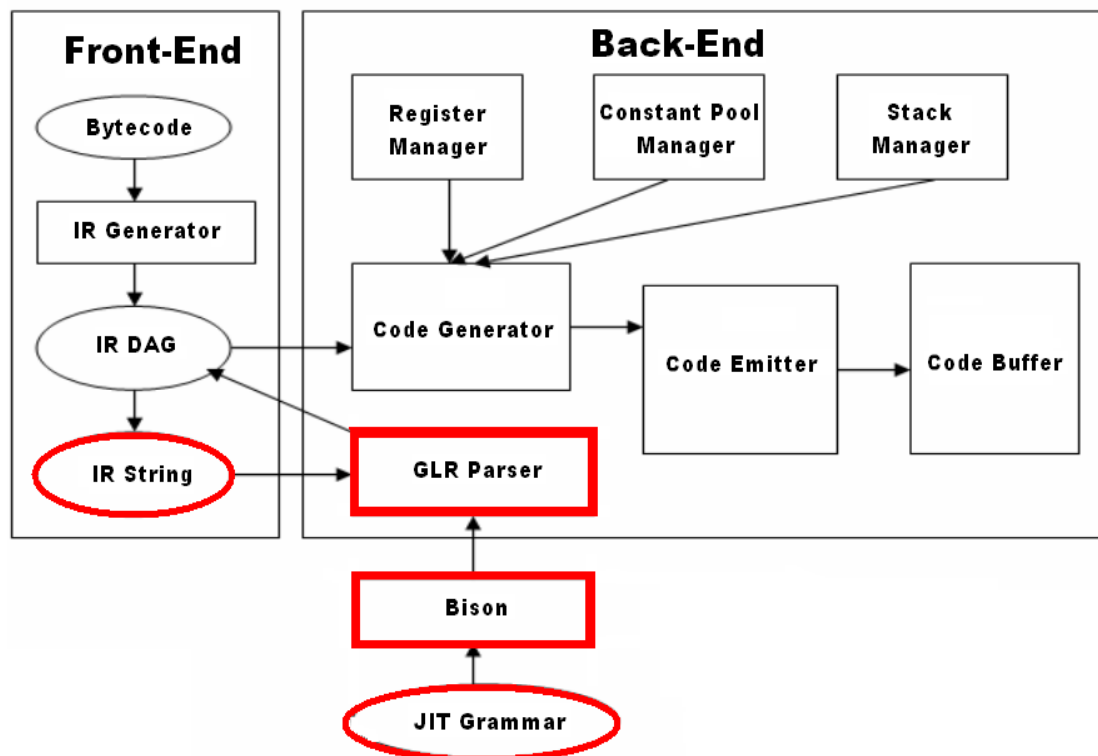 Front-End
Bytecode
IR Generator
IR DAG
IR String
Back-End
Register
Manager
Constant Pool
Manager
Stack
Manager
Code Generator
Code Emitter
Code Buffer
GLR Parser
Bison
JIT Grammar